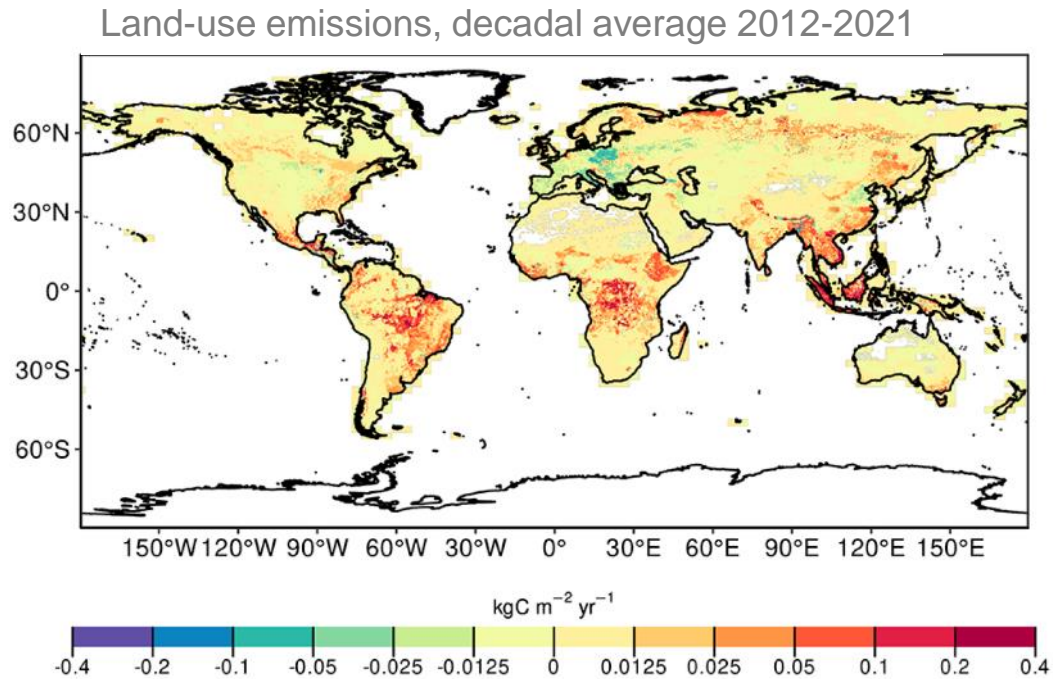 Land-use emissions, decadal average 2012-2021
60°N
30°N
0°
30°S
60°S
150°W 120°W 90°W 60°W 30°W 0° 30°E 60°E 90°E 120°E 150°E
kgC m⁻² yr⁻¹
-0.4 -0.2 -0.1 -0.05 -0.025 -0.0125 0 0.0125 0.025 0.05 0.1 0.2 0.4